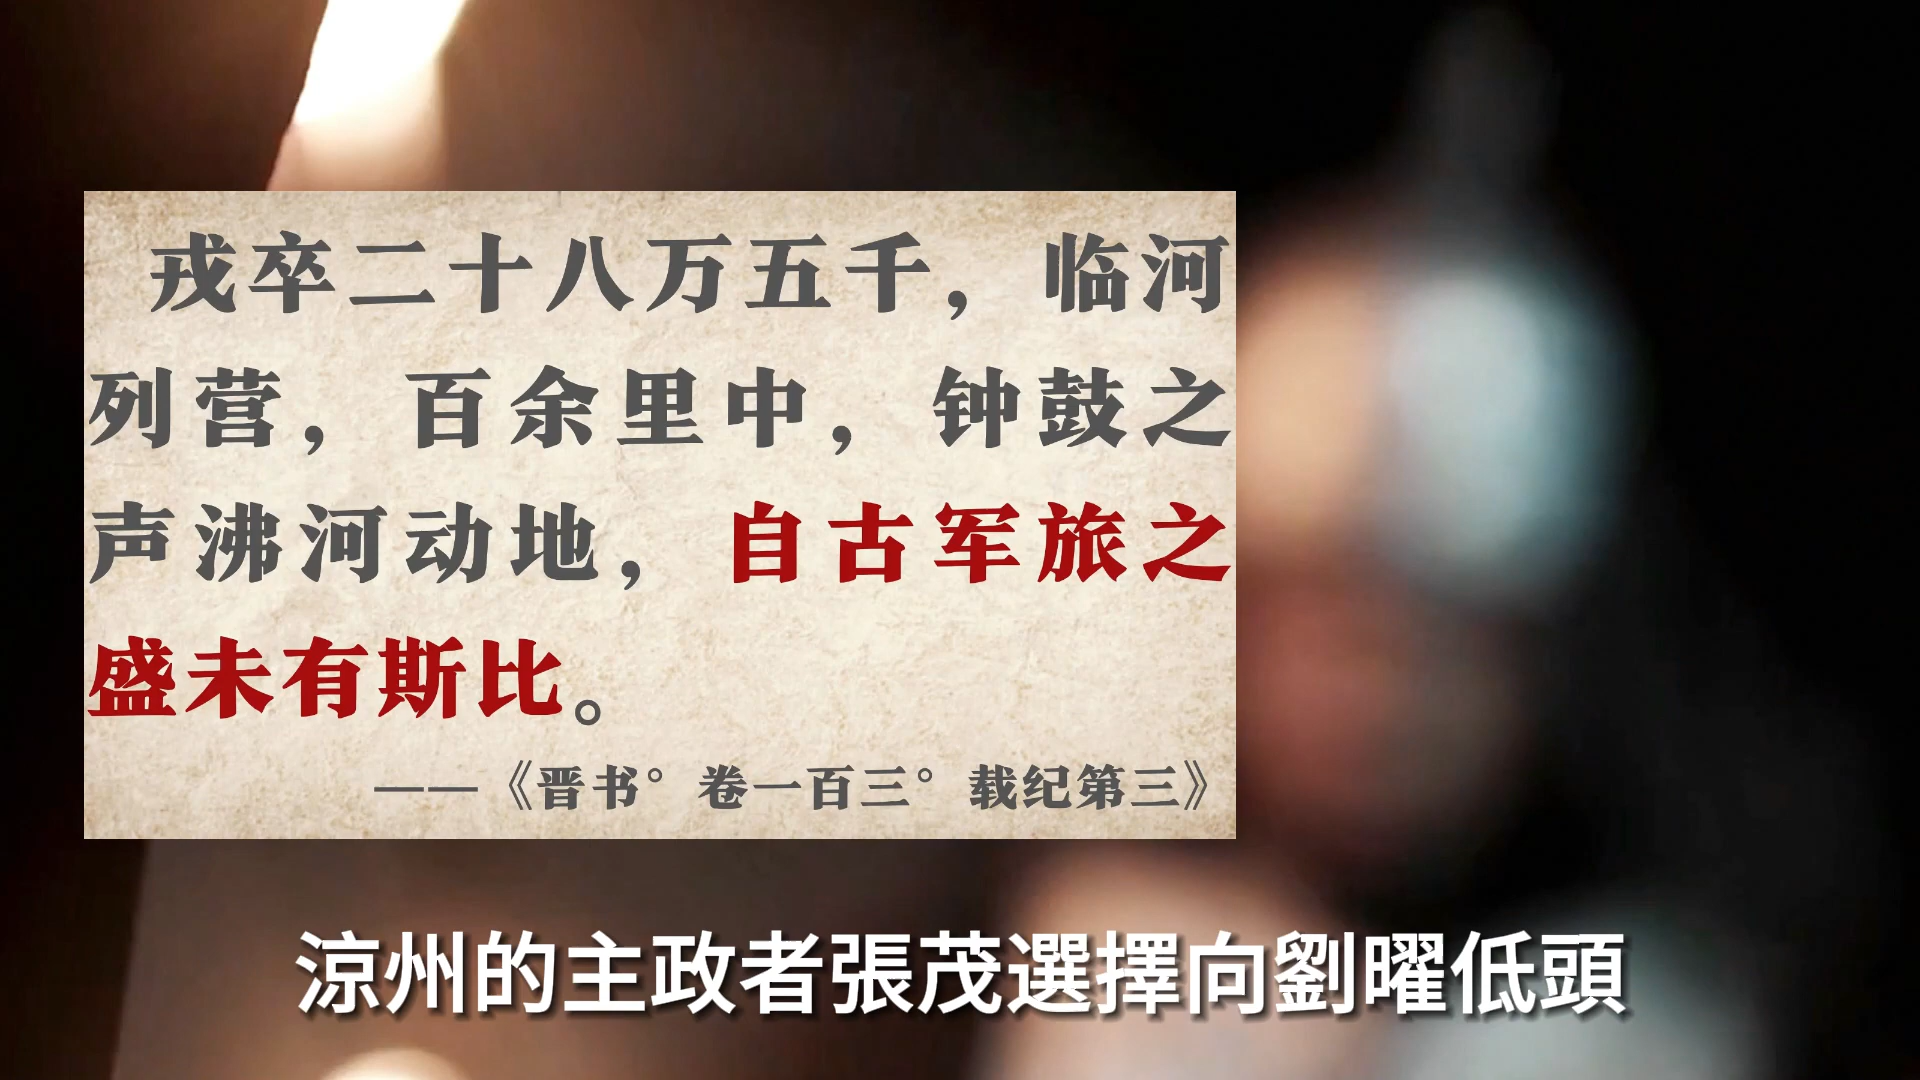 戎卒二十八万五千，临河
列营，百余里中，钟鼓之
声沸河动地，自古军旅之
盛未有斯比。
——《晋书°卷一百三°载纪第三》
涼州的主政者張茂選擇向劉曜低頭